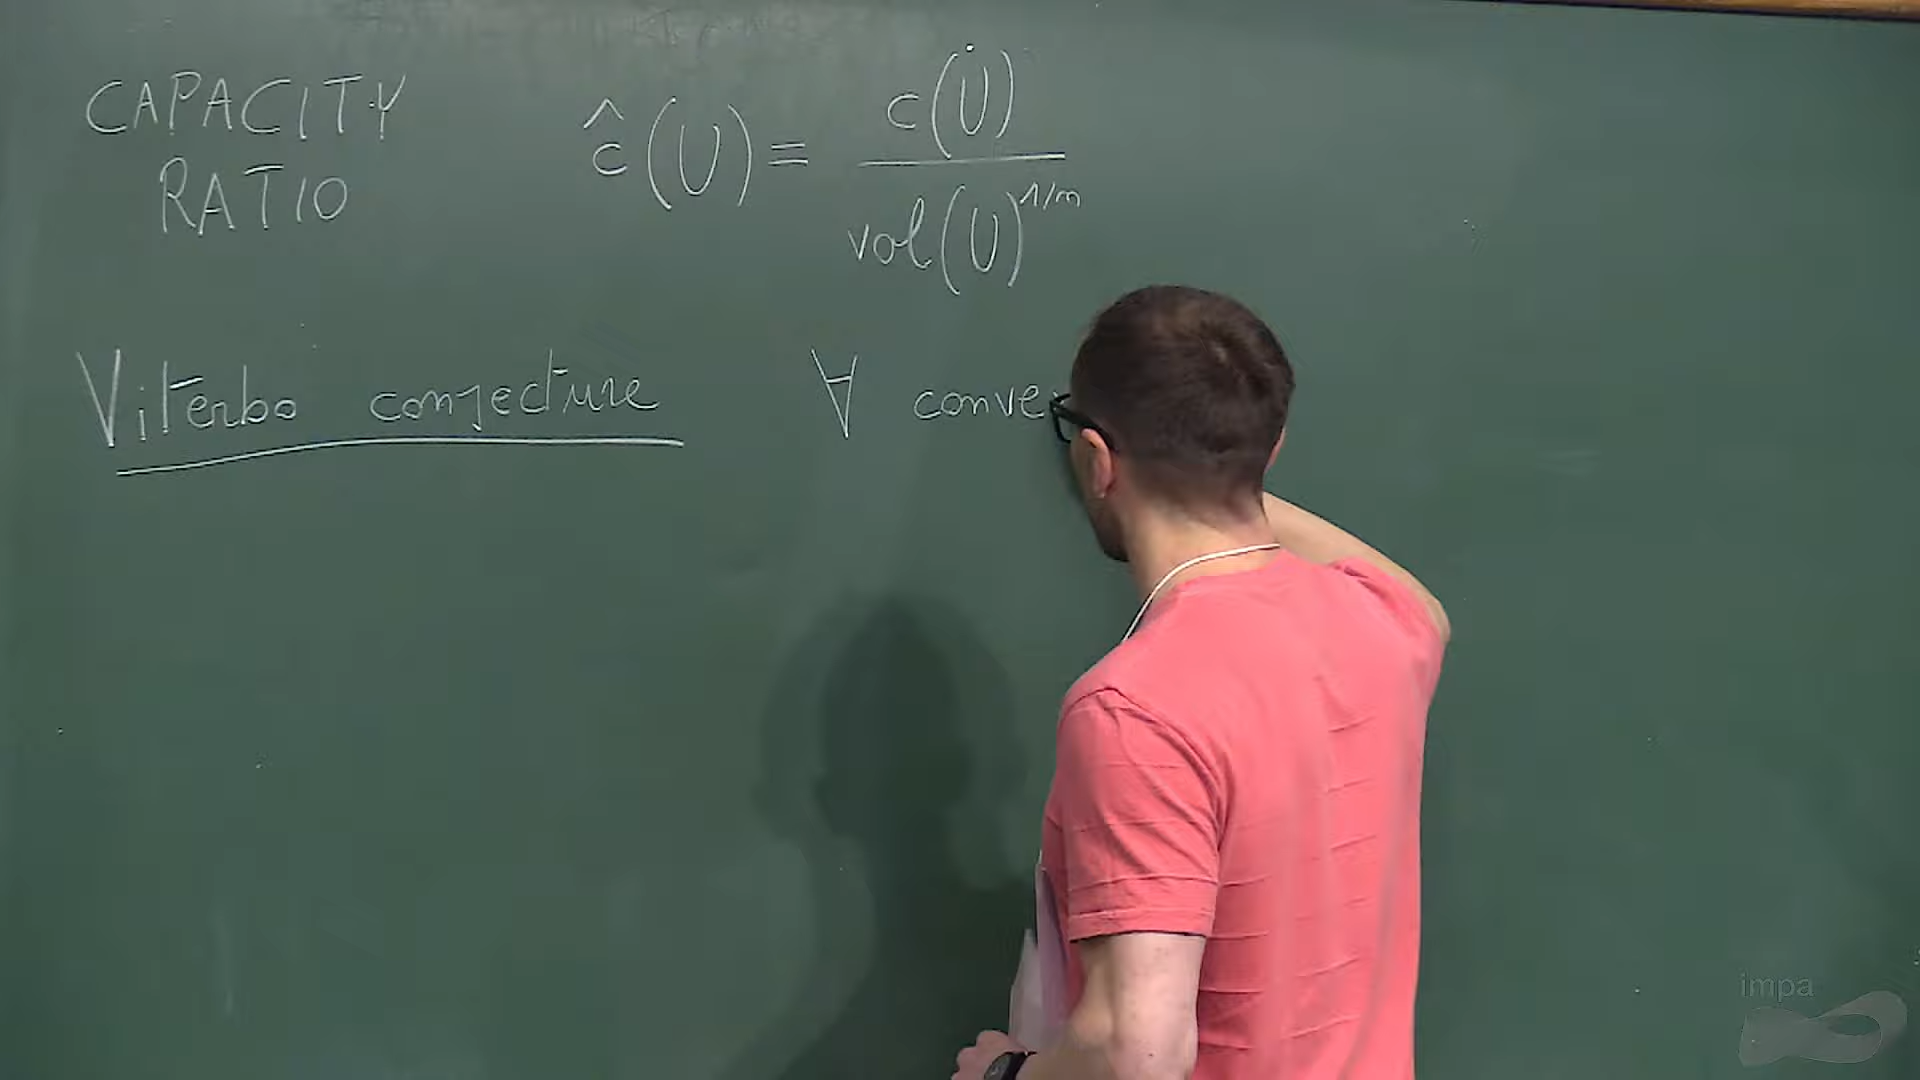 CAPACITY
RATIO
ĉ(U) = c(U) / vol(U)^1/n
Viterbo conjecture ∀ conve
impa